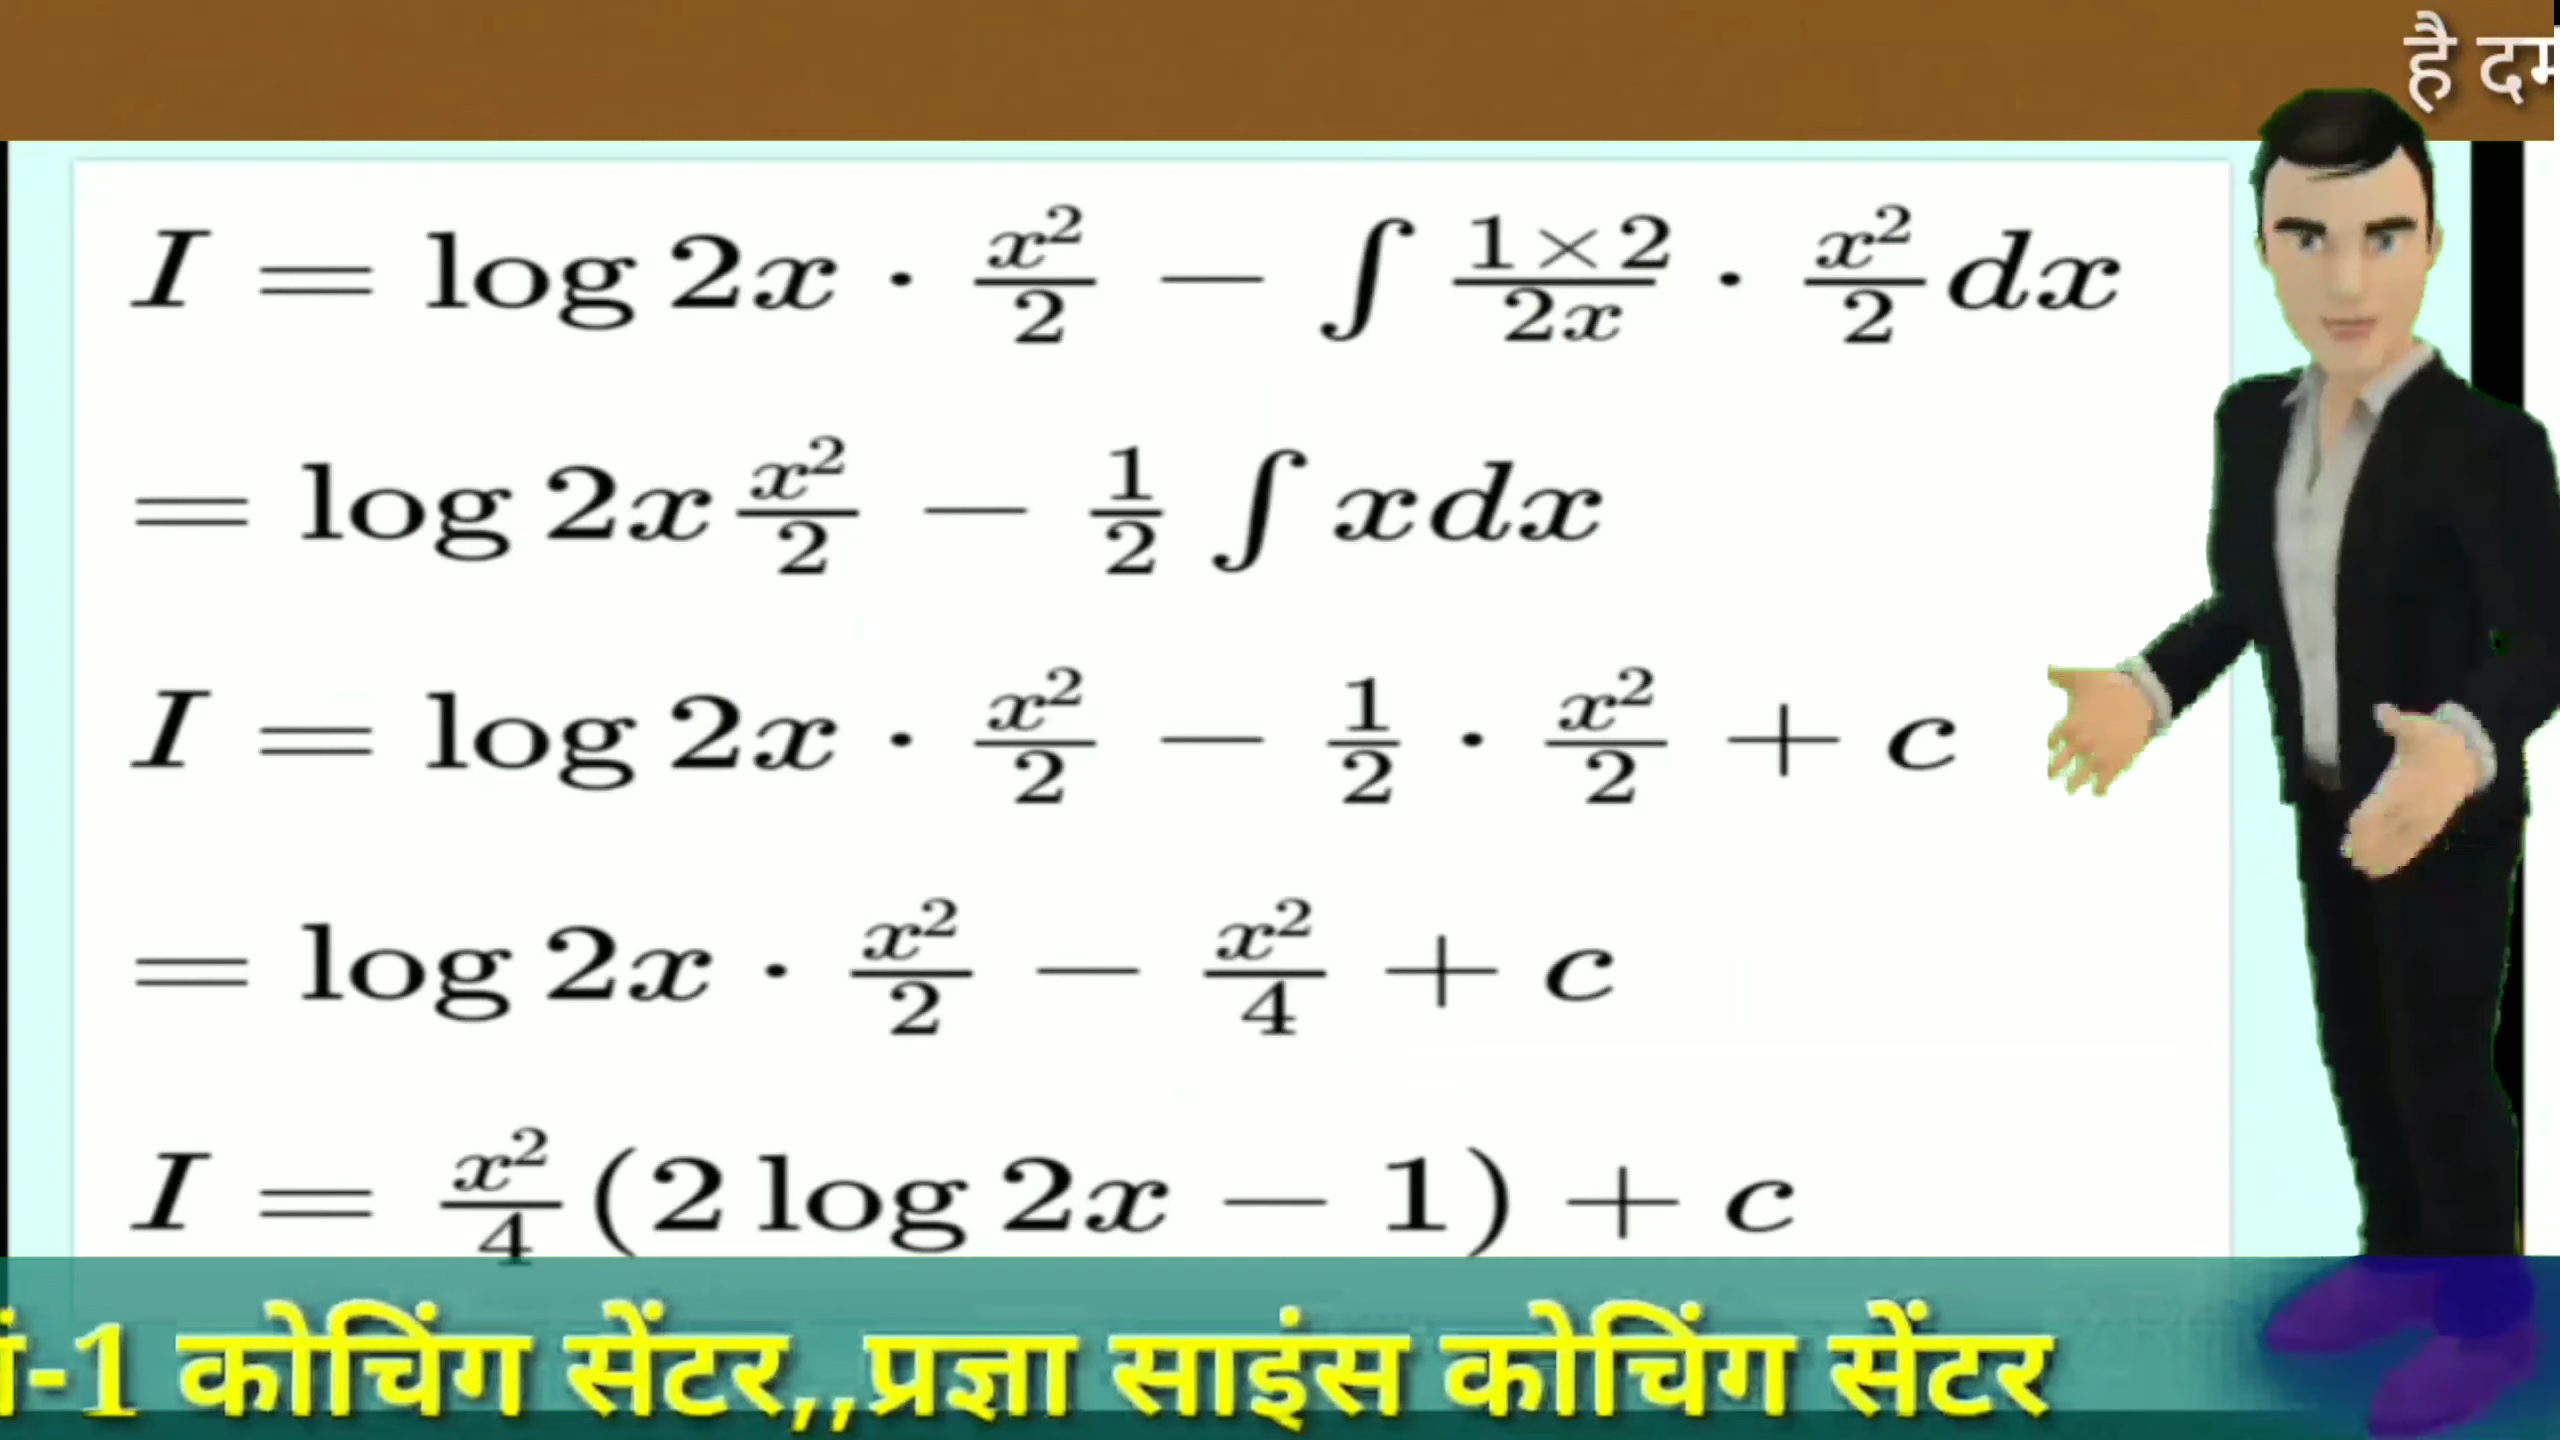 है
I = log 2x · x²/2 − ∫ (1×2)/(2x) · x²/2 dx
= log 2x x²/2 − 1/2 ∫ xdx
I = log 2x · x²/2 − 1/2 · x²/2 + c
= log 2x · x²/2 − x²/4 + c
I = x²/4 (2 log 2x − 1) + c
-1 कोचिंग सेंटर,,प्रज्ञा साइंस कोचिंग सेंटर